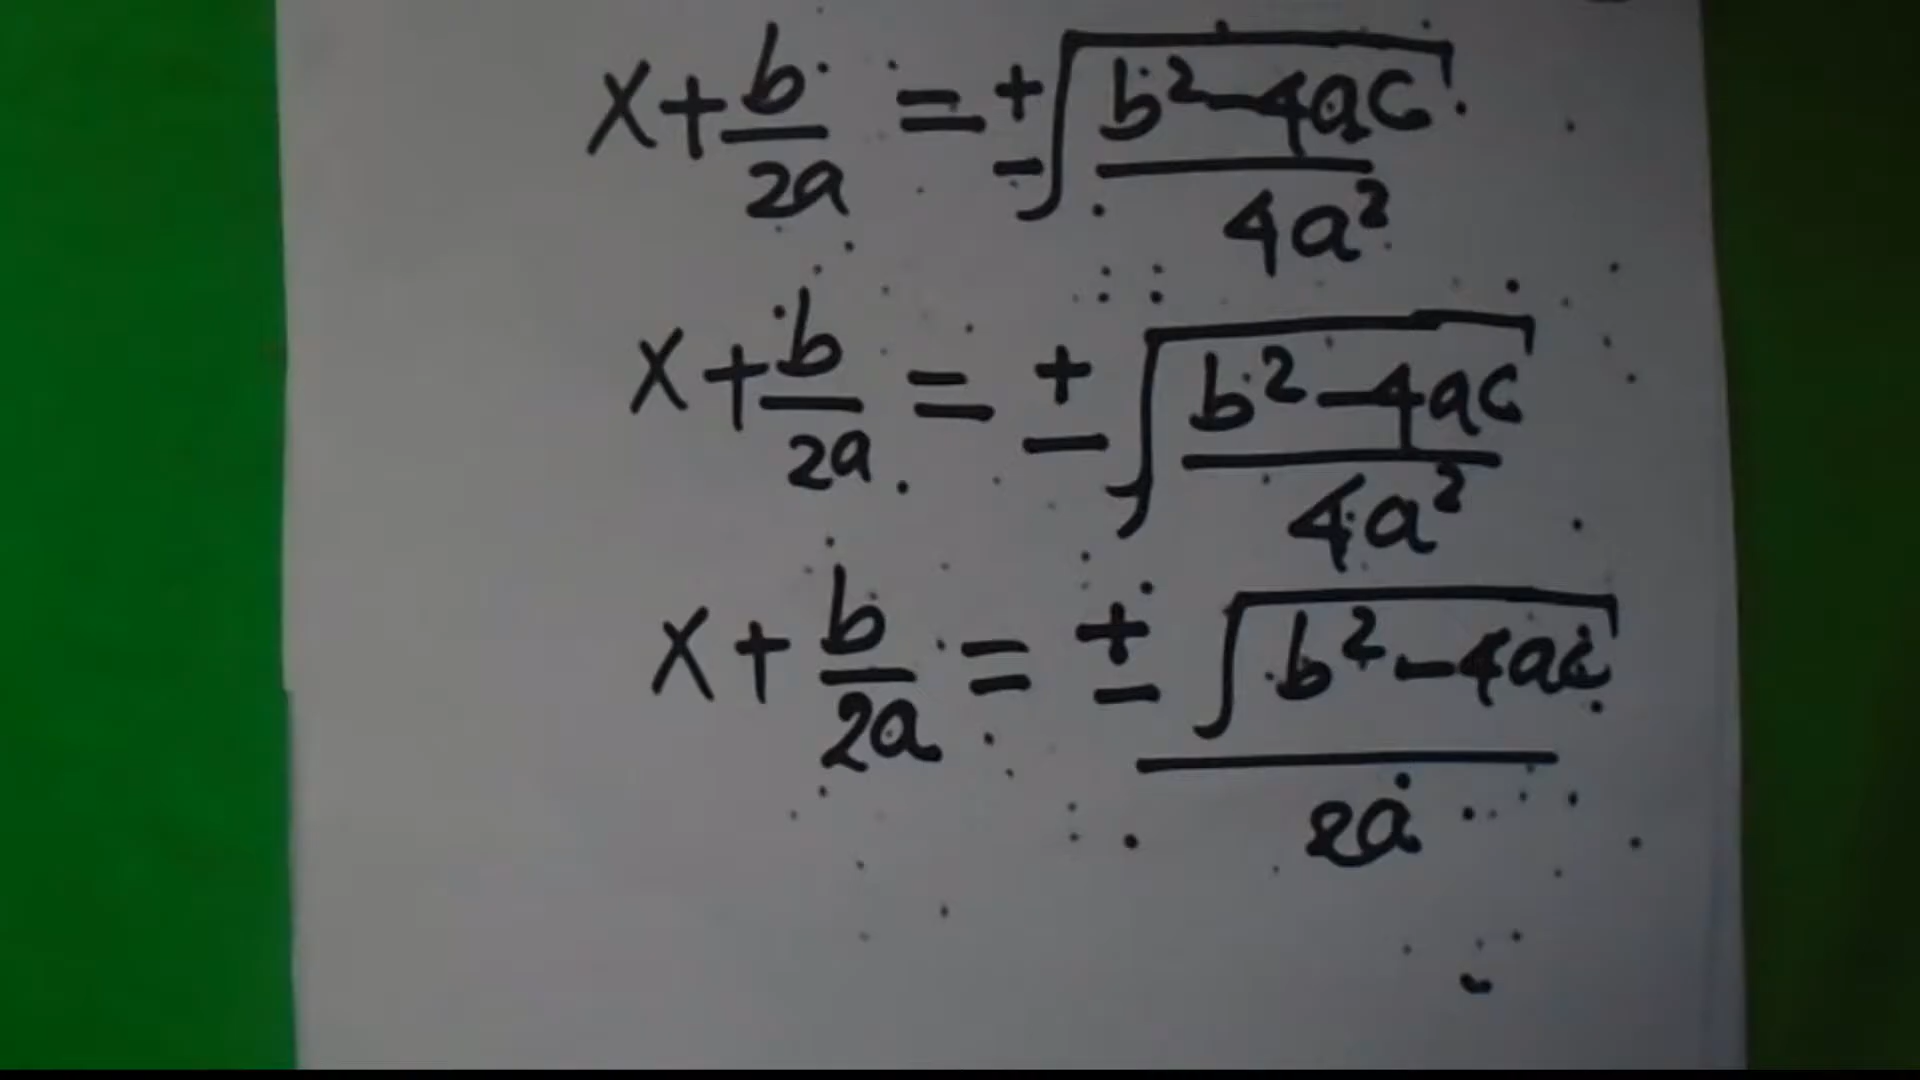 x + b/2a = ±√(b² - 4ac / 4a²)
x + b/2a = ±√(b² - 4ac / 4a²)
x + b/2a = ±√(b² - 4ac) / 2a